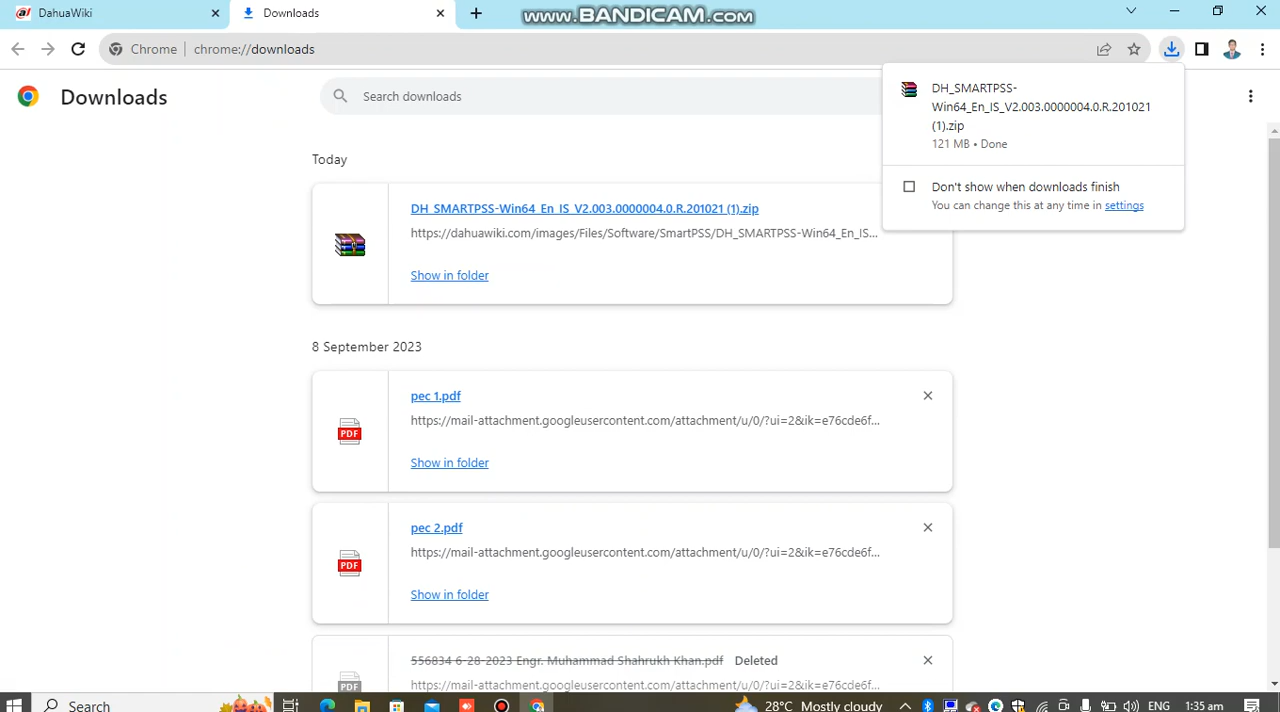 DahuaWiki
Downloads
www.BANDICAM.com
Chrome
chrome://downloads
Downloads
Search downloads
DH_SMARTPSS-
Win64_En_IS_V2.003.0000004.0.R.201021
(1).zip
121 MB • Done
Don't show when downloads finish
You can change this at any time in settings
Today
DH_SMARTPSS-Win64_En_IS_V2.003.0000004.0.R.201021 (1).zip
https://dahuawiki.com/images/Files/Software/SmartPSS/DH_SMARTPSS-Win64_En_IS...
Show in folder
8 September 2023
pec 1.pdf
https://mail-attachment.googleusercontent.com/attachment/u/0/?ui=2&ik=e76cde6f...
Show in folder
PDF
pec 2.pdf
https://mail-attachment.googleusercontent.com/attachment/u/0/?ui=2&ik=e76cde6f...
Show in folder
PDF
556834 6-28-2023 Engr. Muhammad Shahrukh Khan.pdf Deleted
https://mail-attachment.googleusercontent.com/attachment/u/0/?ui=2&ik=e76cde6f...
PDF
Search
28°C Mostly cloudy
ENG
1:35 am